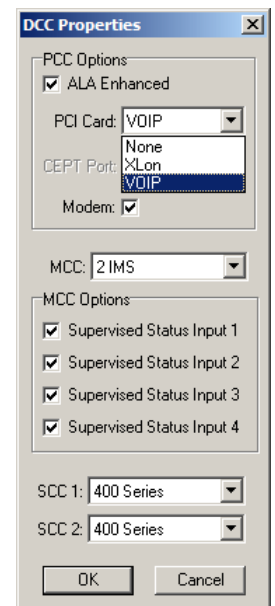 DCC Properties
PCC Options
ALA Enhanced
PCI Card: VOIP
None
CEPT Port: XLon
VOIP
Modem:
MCC: 2 IMS
MCC Options
Supervised Status Input 1
Supervised Status Input 2
Supervised Status Input 3
Supervised Status Input 4
SCC 1: 400 Series
SCC 2: 400 Series
OK Cancel